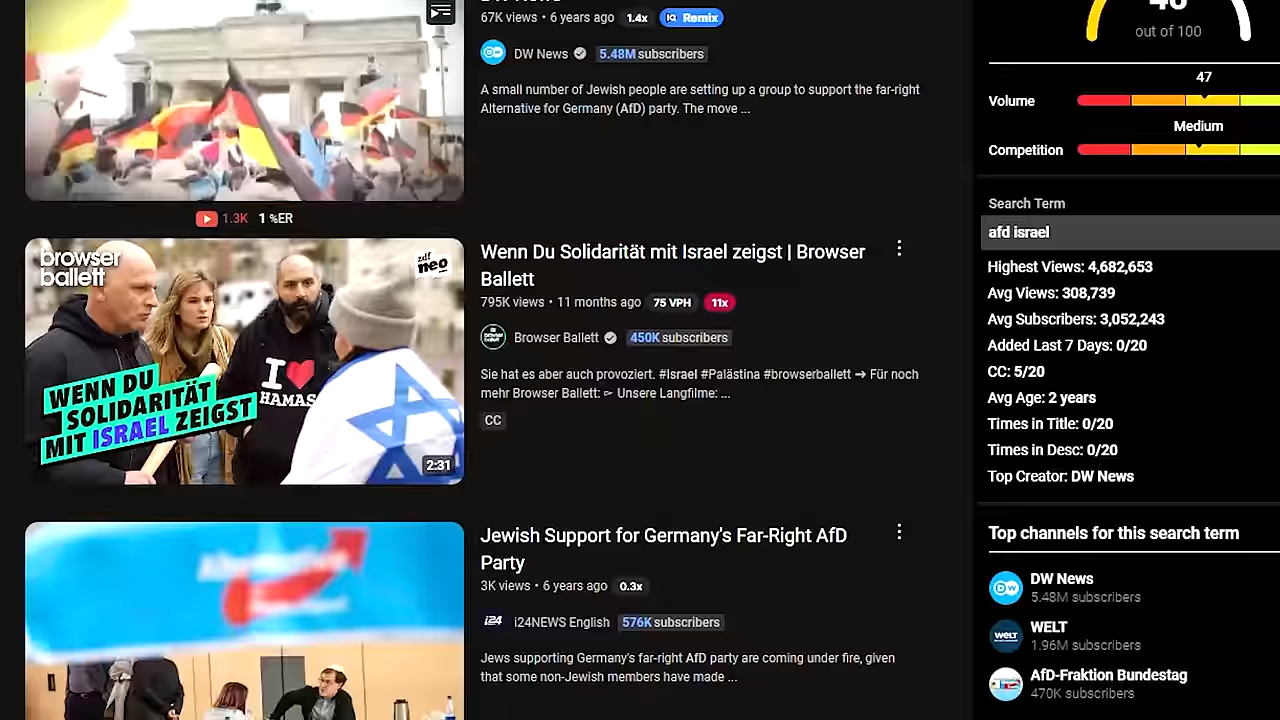 67K views • 6 years ago 1.4x Remix
DW News 5.48M subscribers
A small number of Jewish people are setting up a group to support the far-right
Alternative for Germany (AfD) party. The move ...
1.3K 1 %ER
browser
ballett
zdf
neo
I ❤
HAMAS
WENN DU
SOLIDARITÄT
MIT ISRAEL ZEIGST
2:31
Wenn Du Solidarität mit Israel zeigt | Browser
Ballett
795K views • 11 months ago 75 VPH 11x
Browser Ballett 450K subscribers
Sie hat es aber auch provoziert. #Israel #Palästina #browserballett ➔ Für noch
mehr Browser Ballett: ➛ Unsere Langfilme: ...
CC
Jewish Support for Germany's Far-Right AfD
Party
3K views • 6 years ago 0.3x
i24 i24NEWS English 576K subscribers
Jews supporting Germany's far-right AfD party are coming under fire, given
that some non-Jewish members have made ...
out of 100
47
Volume
Medium
Competition
Search Term
afd israel
Highest Views: 4,682,653
Avg Views: 308,739
Avg Subscribers: 3,052,243
Added Last 7 Days: 0/20
CC: 5/20
Avg Age: 2 years
Times in Title: 0/20
Times in Desc: 0/20
Top Creator: DW News
Top channels for this search term
DW News
5.48M subscribers
welt WELT
1.96M subscribers
AfD-Fraktion Bundestag
470K subscribers